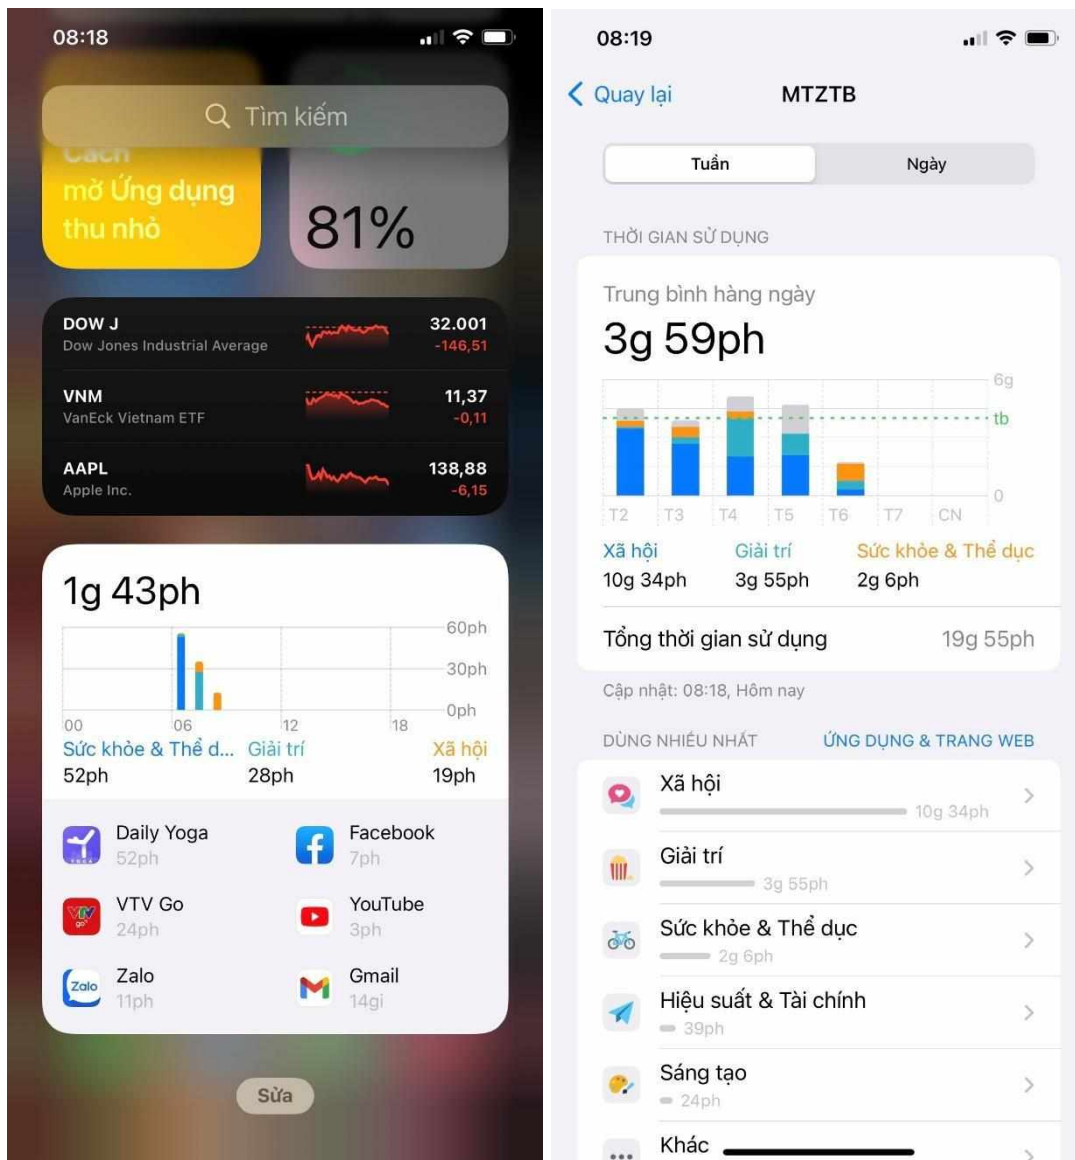 08:18
Tìm kiếm
Cách
mở Ứng dụng
thu nhỏ
81%
DOW J
32.001
Dow Jones Industrial Average
-146,51
VNM
11,37
VanEck Vietnam ETF
-0,11
AAPL
138,88
Apple Inc.
-6,15
1g 43ph
60ph
30ph
0ph
00 06 12 18
Sức khỏe & Thể d... Giải trí Xã hội
52ph 28ph 19ph
Daily Yoga
52ph
Facebook
7ph
VTV Go
24ph
YouTube
3ph
Zalo
11ph
Gmail
14gi
Sửa
08:19
Quay lại MTZTB
Tuần Ngày
THỜI GIAN SỬ DỤNG
Trung bình hàng ngày
3g 59ph
6g
tb
0
T2 T3 T4 T5 T6 T7 CN
Xã hội Giải trí Sức khỏe & Thể dục
10g 34ph 3g 55ph 2g 6ph
Tổng thời gian sử dụng 19g 55ph
Cập nhật: 08:18, Hôm nay
DÙNG NHIỀU NHẤT ỨNG DỤNG & TRANG WEB
Xã hội
10g 34ph
Giải trí
3g 55ph
Sức khỏe & Thể dục
2g 6ph
Hiệu suất & Tài chính
39ph
Sáng tạo
24ph
Khác